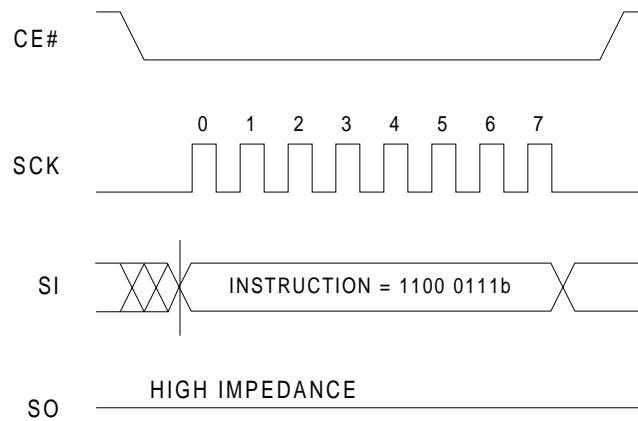 CE#
0 1 2 3 4 5 6 7
SCK
SI
INSTRUCTION = 1100 0111b
HIGH IMPEDANCE
SO